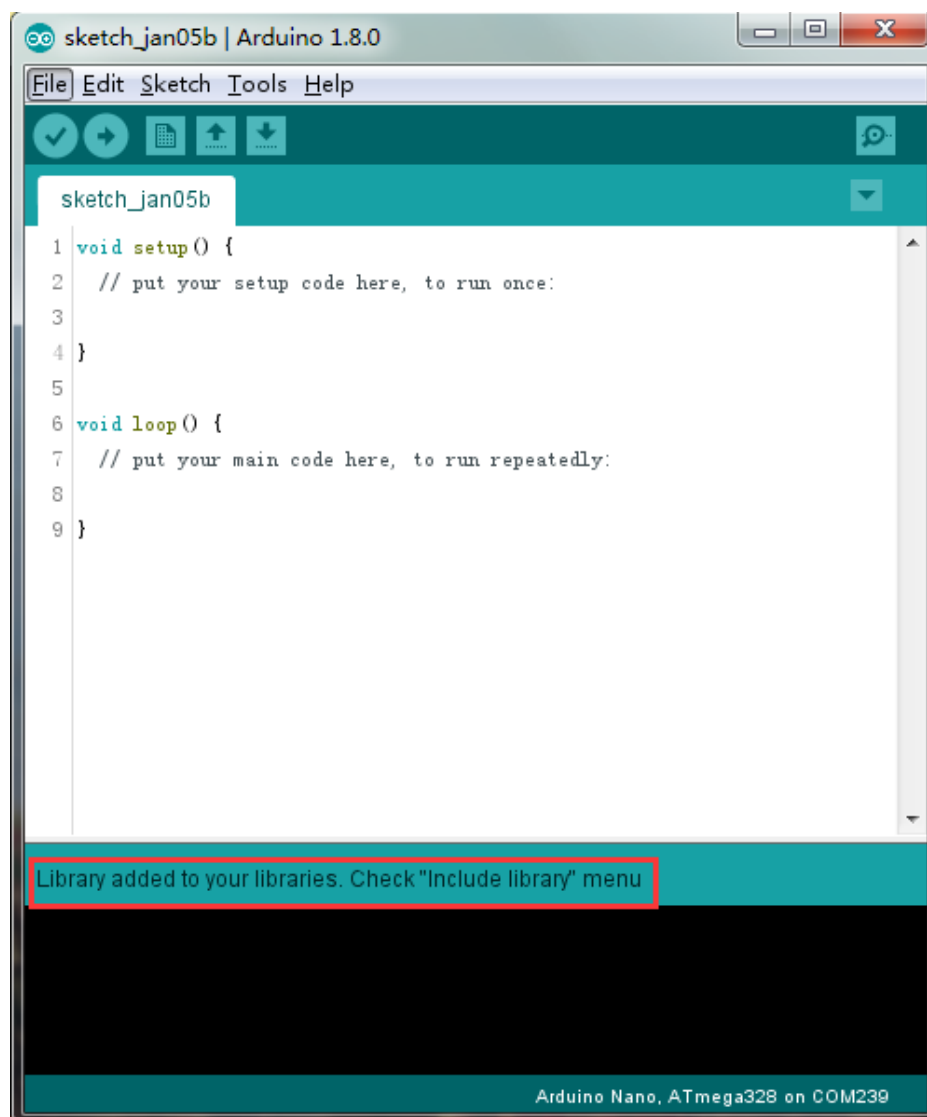 sketch_jan05b | Arduino 1.8.0
File Edit Sketch Tools Help
sketch_jan05b
1 void setup() {
2   // put your setup code here, to run once:
3
4 }
5
6 void loop() {
7   // put your main code here, to run repeatedly:
8
9 }
Library added to your libraries. Check "Include library" menu
Arduino Nano, ATmega328 on COM239